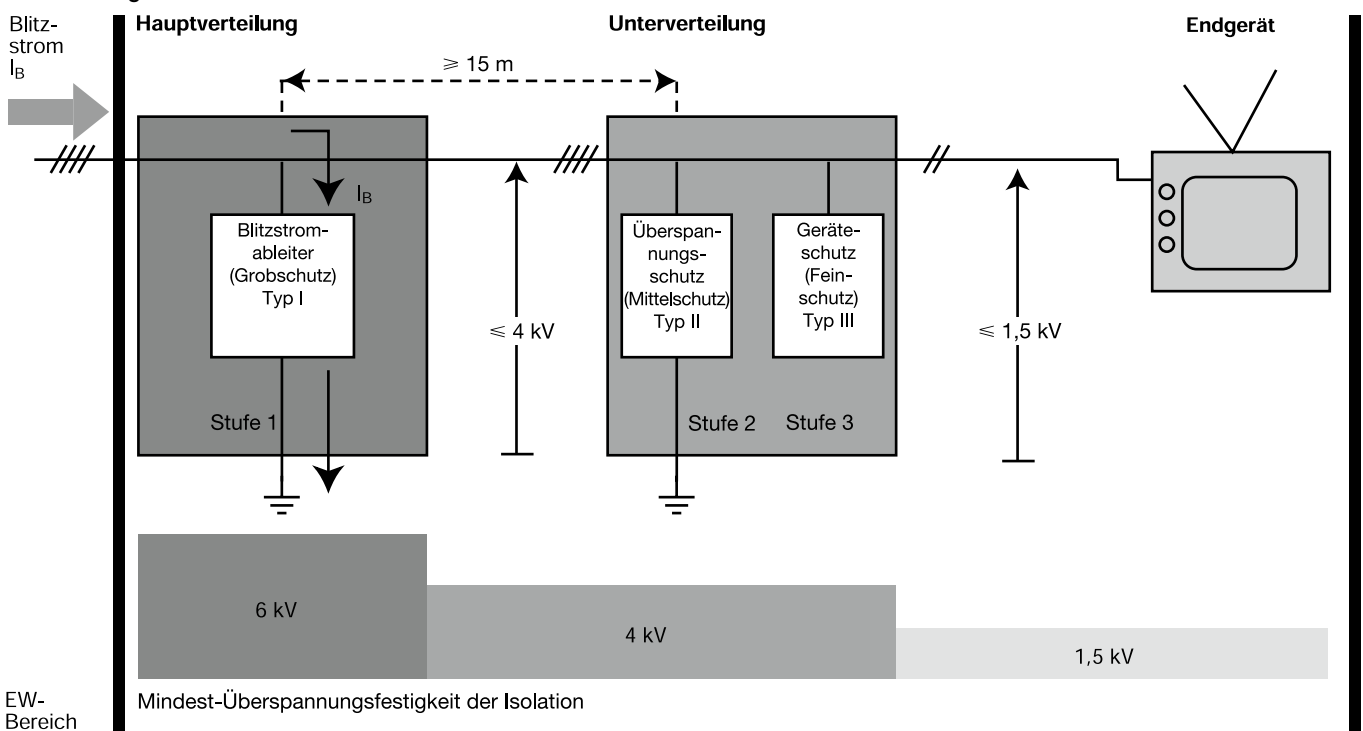 Blitz-
strom
IB
Hauptverteilung
Unterverteilung
Endgerät
≥ 15 m
IB
Blitzstrom-
ableiter
(Grobschutz)
Typ I
Stufe 1
≤ 4 kV
Überspan-
nungs-
schutz
(Mittelschutz)
Typ II
Stufe 2
Geräte-
schutz
(Fein-
schutz)
Typ III
Stufe 3
≤ 1,5 kV
6 kV
4 kV
1,5 kV
EW-
Bereich
Mindest-Überspannungsfestigkeit der Isolation